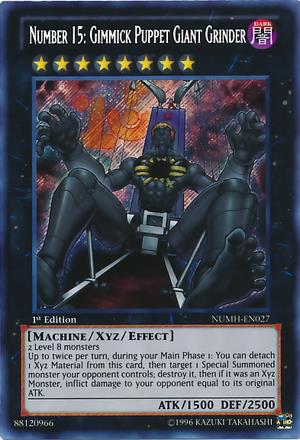 NUMBER 15: GIMMICK PUPPET GIANT GRINDER
DARK
闇
1st Edition
NUMH-EN027
[MACHINE/XYZ/EFFECT]
2 Level 8 monsters
Up to twice per turn, during your Main Phase 1: You can detach
1 Xyz Material from this card, then target 1 Special Summoned
monster your opponent controls; destroy it, then if it was an Xyz
Monster, inflict damage to your opponent equal to its original
ATK.
ATK/1500 DEF/2500
88120966
©1996 KAZUKI TAKAHASHI